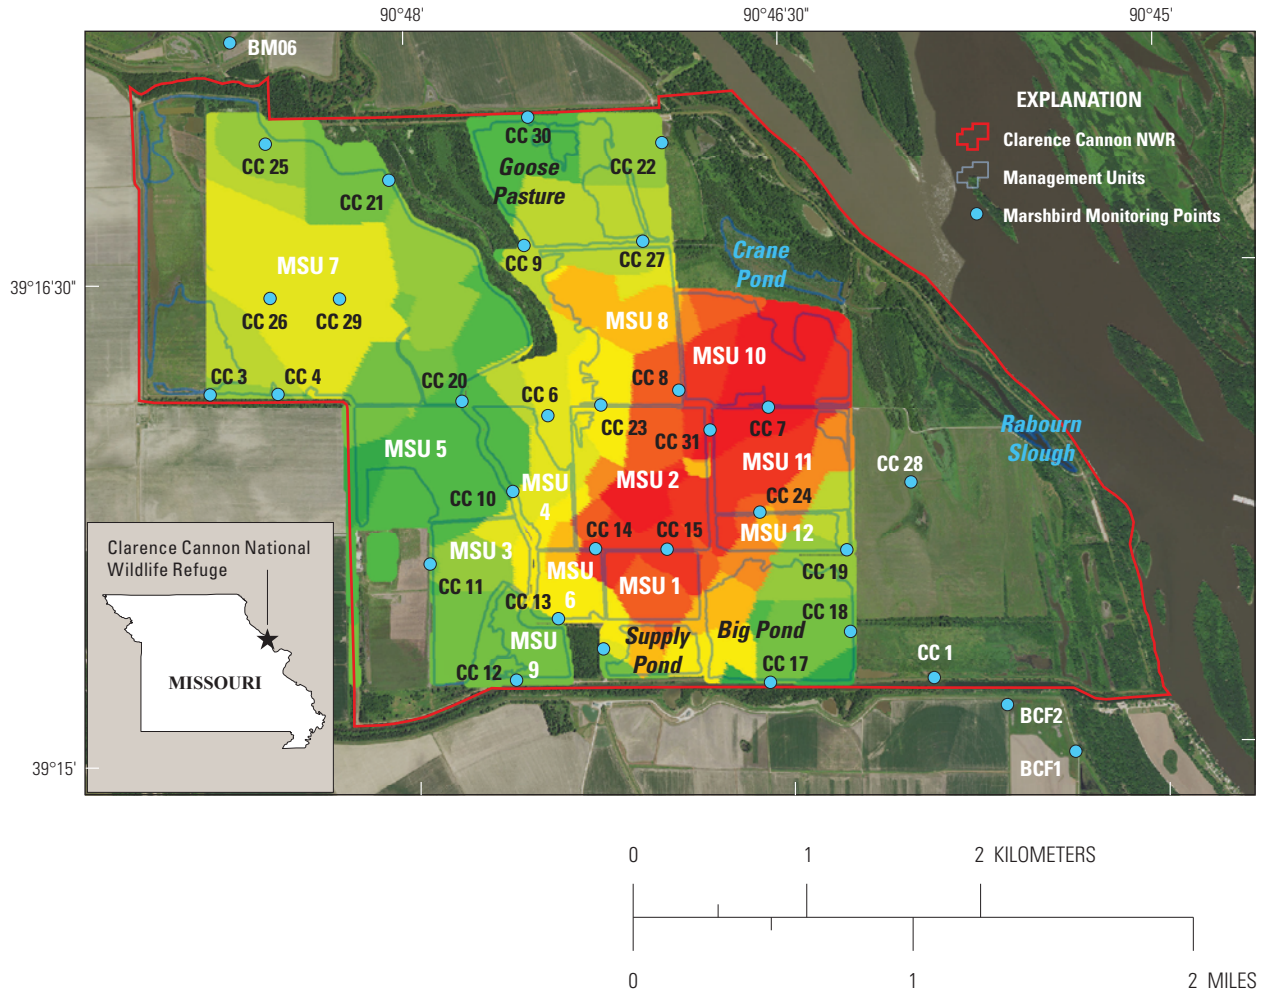 90°48'
90°46'30"
90°45'
BM06
EXPLANATION
Clarence Cannon NWR
Management Units
Marshbird Monitoring Points
CC 30
CC 25
CC 22
Goose
Pasture
CC 21
CC 9
CC 27
Crane
Pond
MSU 7
39°16'30"
CC 26
CC 29
MSU 8
MSU 10
CC 3
CC 4
CC 20
CC 6
CC 8
CC 23
CC 31
CC 7
Rabourn
Slough
MSU 5
MSU 11
CC 28
CC 10
MSU
4
MSU 2
CC 24
CC 14
CC 15
MSU 12
Clarence Cannon National
Wildlife Refuge
MSU 3
CC 11
MSU
6
MSU 1
CC 19
CC 13
CC 18
MSU
9
Supply
Pond
Big Pond
CC 12
CC 17
CC 1
MISSOURI
BCF2
BCF1
39°15'
0
1
2 KILOMETERS
0
1
2 MILES